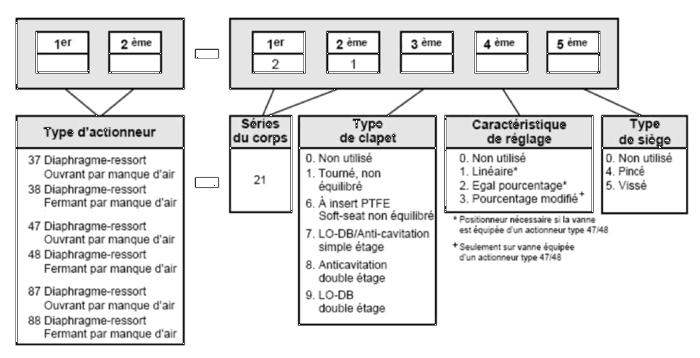 1er 2 ème 1er 2 ème 3 ème 4 ème 5 ème
2 1
Type d'actionneur
37 Diaphragme-ressort
Ouvrant par manque d'air
38 Diaphragme-ressort
Fermant par manque d'air
47 Diaphragme-ressort
Ouvrant par manque d'air
48 Diaphragme-ressort
Fermant par manque d'air
87 Diaphragme-ressort
Ouvrant par manque d'air
88 Diaphragme-ressort
Fermant par manque d'air
Séries
du corps
21
Type
de clapet
0. Non utilisé
1. Tourné, non
équilibré
6. À insert PTFE
Soft-seat non équilibré
7. LO-DB/Anti-cavitation
simple étage
8. Anticavitation
double étage
9. LO-DB
double étage
Caractéristique
de réglage
0. Non utilisé
1. Linéaire*
2. Egal pourcentage*
3. Pourcentage modifié+
* Positionneur nécessaire si la vanne
est équipée d'un actionneur type 47/48
+ Seulement sur vanne équipée
d'un actionneur type 47/48
Type
de siège
0. Non utilisé
4. Pincé
5. Vissé